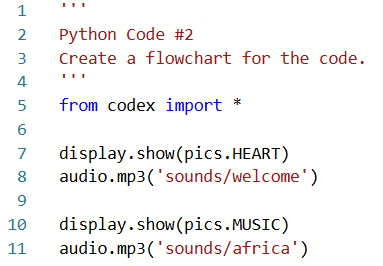 1 '''
2 Python Code #2
3 Create a flowchart for the code.
4 '''
5 from codex import *
6
7 display.show(pics.HEART)
8 audio.mp3('sounds/welcome')
9
10 display.show(pics.MUSIC)
11 audio.mp3('sounds/africa')